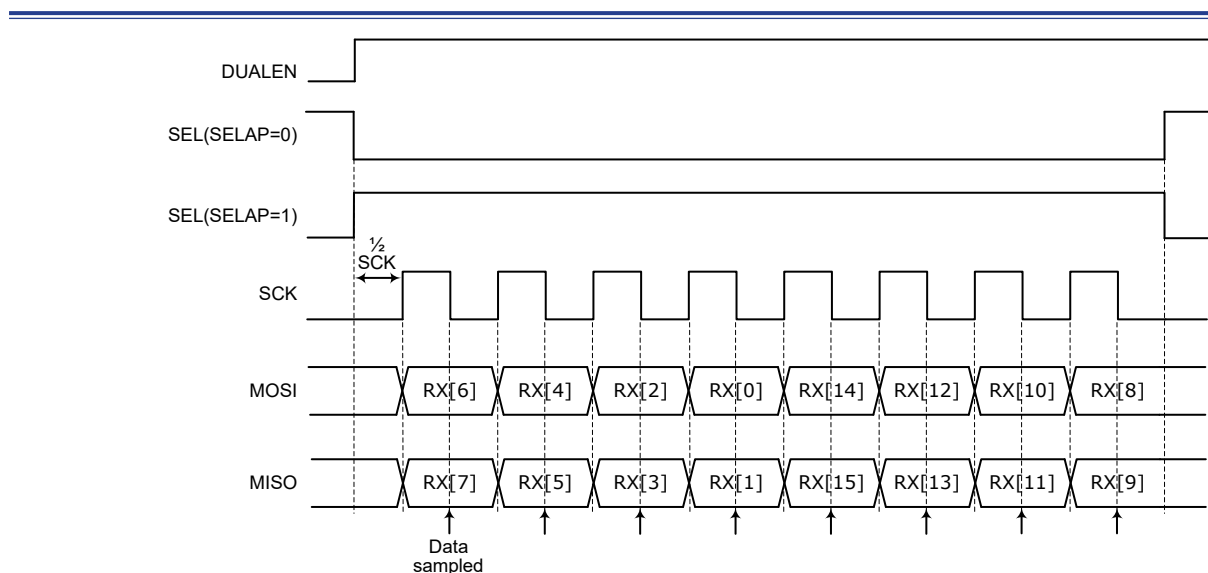 DUALEN
SEL(SELAP=0)
SEL(SELAP=1)
½
SCK
SCK
MOSI RX[6] RX[4] RX[2] RX[0] RX[14] RX[12] RX[10] RX[8]
MISO RX[7] RX[5] RX[3] RX[1] RX[15] RX[13] RX[11] RX[9]
Data
sampled